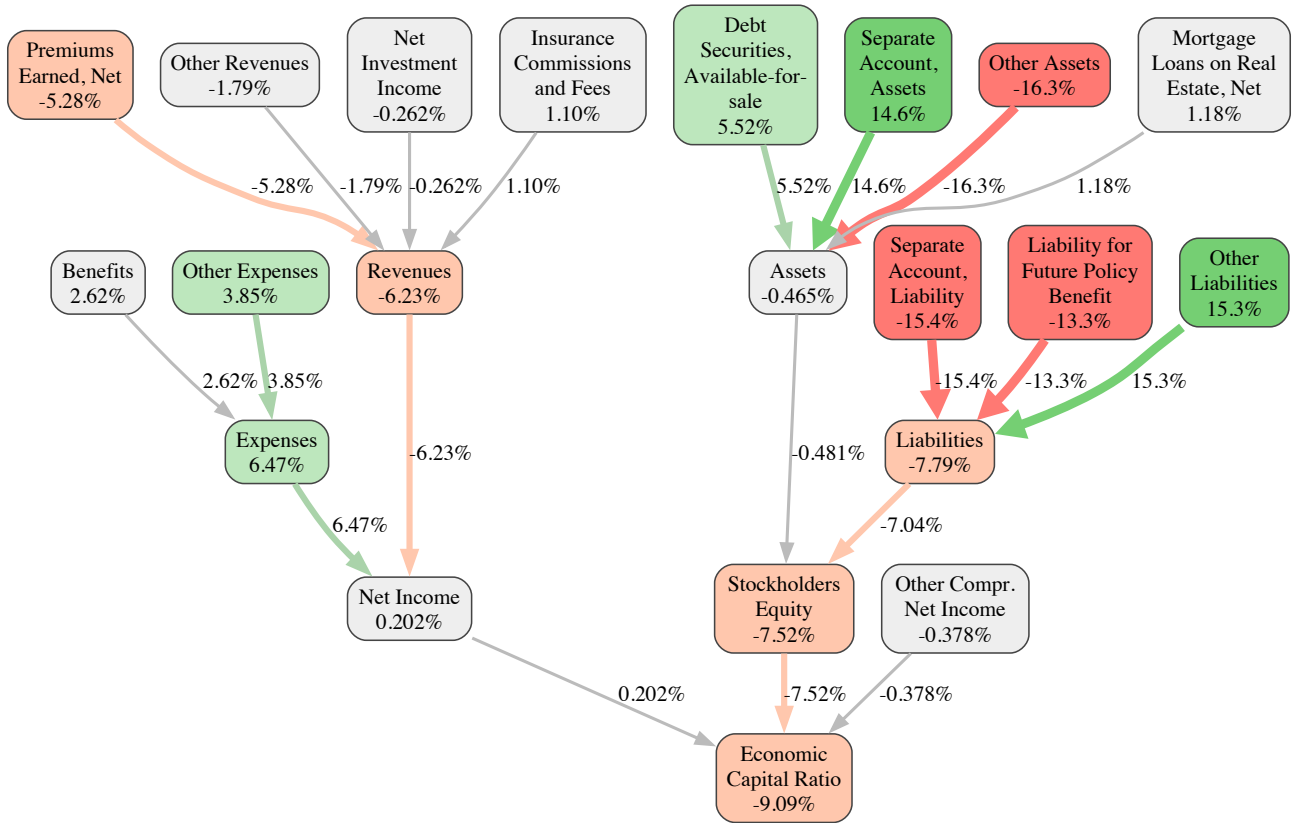 Premiums
Earned, Net
-5.28%
Other Revenues
-1.79%
Net
Investment
Income
-0.262%
Insurance
Commissions
and Fees
1.10%
Debt
Securities,
Available-for-
sale
5.52%
Separate
Account,
Assets
14.6%
Other Assets
-16.3%
Mortgage
Loans on Real
Estate, Net
1.18%
-5.28%
-1.79%
-0.262%
1.10%
5.52%
14.6%
-16.3%
1.18%
Benefits
2.62%
Other Expenses
3.85%
Revenues
-6.23%
Assets
-0.465%
Separate
Account,
Liability
-15.4%
Liability for
Future Policy
Benefit
-13.3%
Other
Liabilities
15.3%
2.62%
3.85%
-15.4%
-13.3%
15.3%
Expenses
6.47%
-6.23%
-0.481%
Liabilities
-7.79%
6.47%
-7.04%
Net Income
0.202%
Stockholders
Equity
-7.52%
Other Compr.
Net Income
-0.378%
0.202%
-7.52%
-0.378%
Economic
Capital Ratio
-9.09%